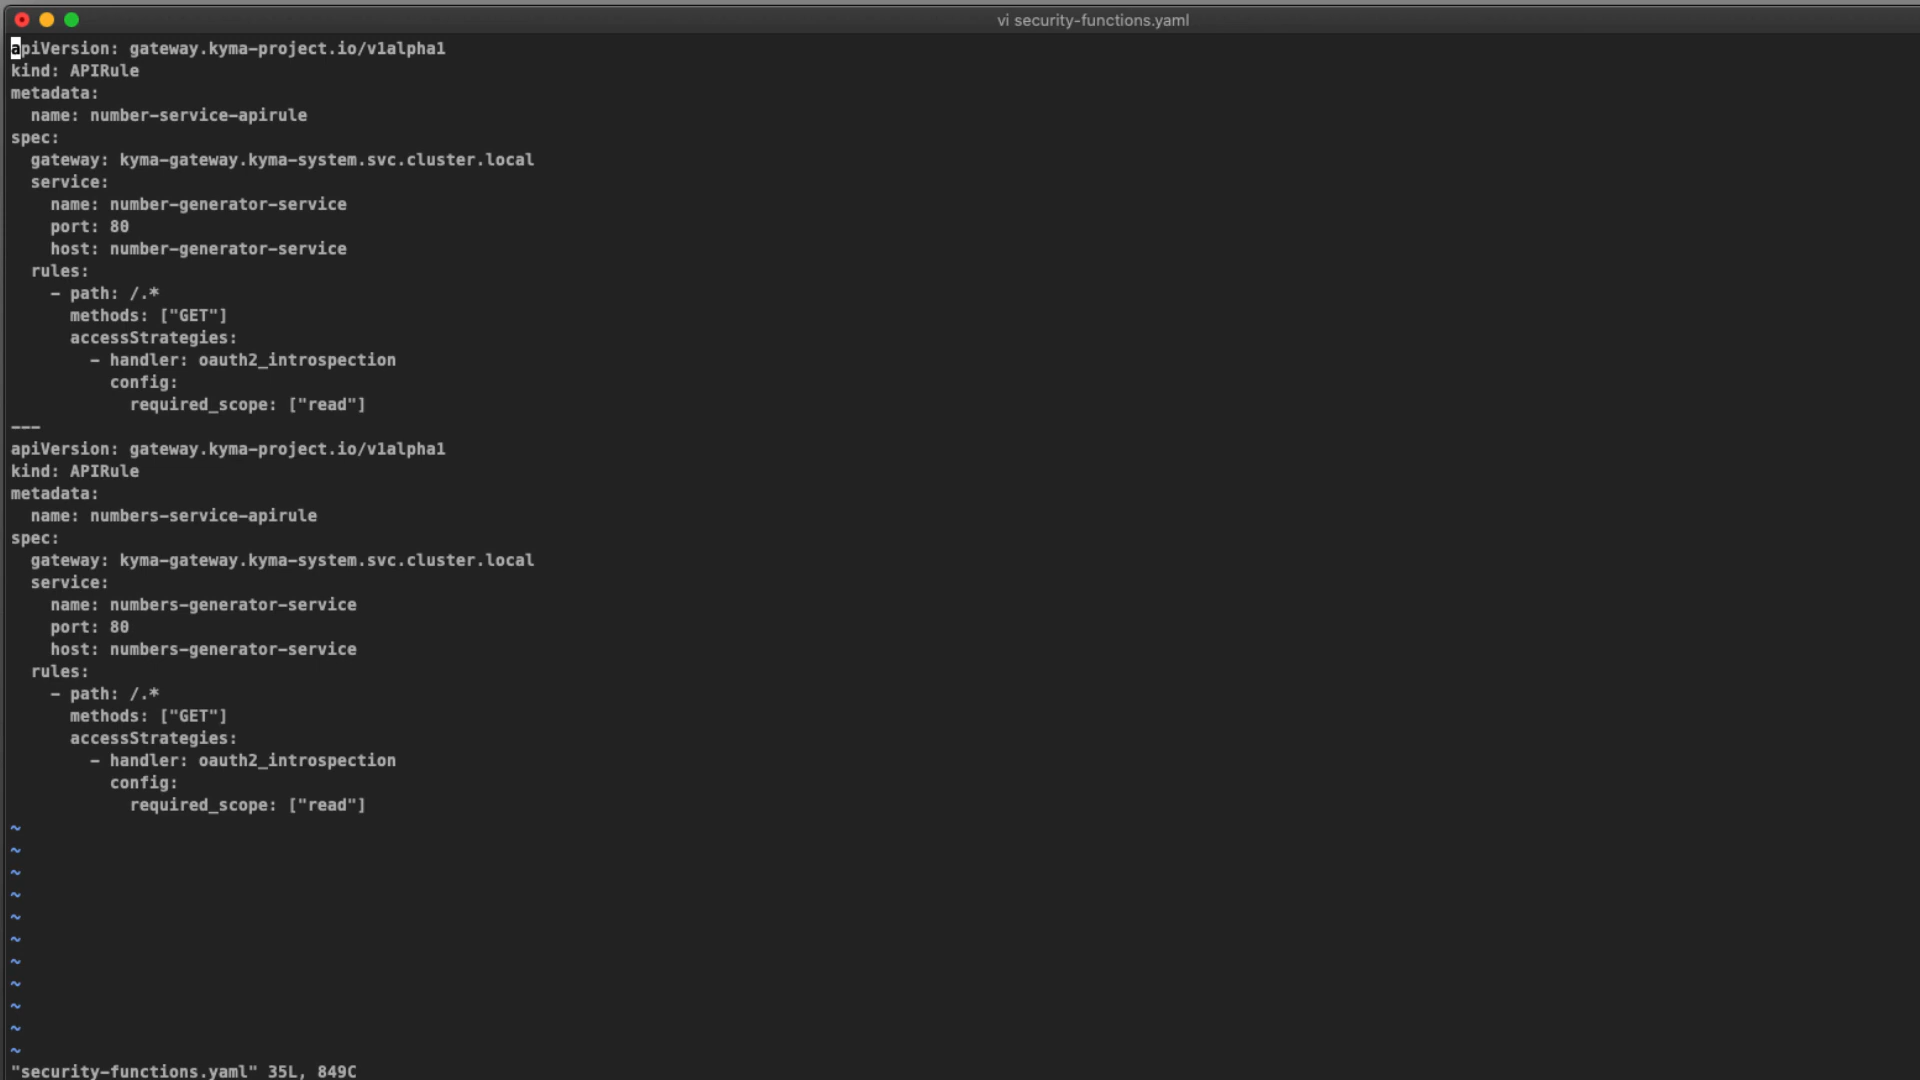 vi security-functions.yaml
apiVersion: gateway.kyma-project.io/v1alpha1
kind: APIRule
metadata:
  name: number-service-apirule
spec:
  gateway: kyma-gateway.kyma-system.svc.cluster.local
  service:
    name: number-generator-service
    port: 80
    host: number-generator-service
  rules:
    - path: /.*
      methods: ["GET"]
      accessStrategies:
        - handler: oauth2_introspection
          config:
            required_scope: ["read"]
---
apiVersion: gateway.kyma-project.io/v1alpha1
kind: APIRule
metadata:
  name: numbers-service-apirule
spec:
  gateway: kyma-gateway.kyma-system.svc.cluster.local
  service:
    name: numbers-generator-service
    port: 80
    host: numbers-generator-service
  rules:
    - path: /.*
      methods: ["GET"]
      accessStrategies:
        - handler: oauth2_introspection
          config:
            required_scope: ["read"]
~
~
~
~
~
~
~
~
~
~
~
"security-functions.yaml" 35L, 849C